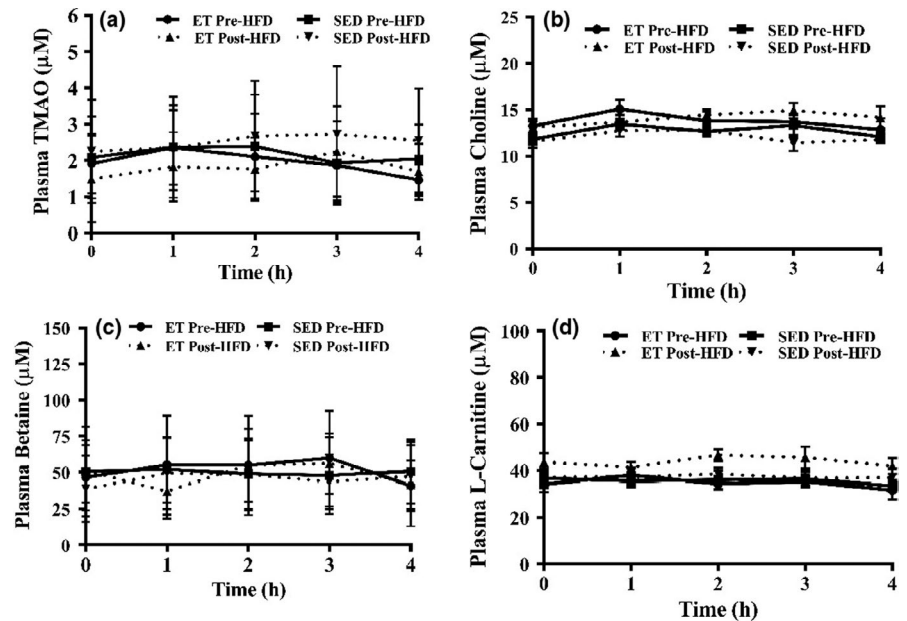 (a)
ET Pre-HFD
SED Pre-HFD
ET Post-HFD
SED Post-HFD
Plasma TMAO (μM)
6
5
4
3
2
1
0
0
1
2
3
4
Time (h)
(b)
ET Pre-HFD
SED Pre-HFD
ET Post-HFD
SED Post-HFD
Plasma Choline (μM)
25
20
15
10
5
0
0
1
2
3
4
Time (h)
(c)
ET Pre-HFD
SED Pre-HFD
ET Post-HFD
SED Post-HFD
Plasma Betaine (μM)
150
125
100
75
50
25
0
0
1
2
3
4
Time (h)
(d)
ET Pre-HFD
SED Pre-HFD
ET Post-HFD
SED Post-HFD
Plasma L-Carnitine (μM)
100
80
60
40
20
0
0
1
2
3
4
Time (h)